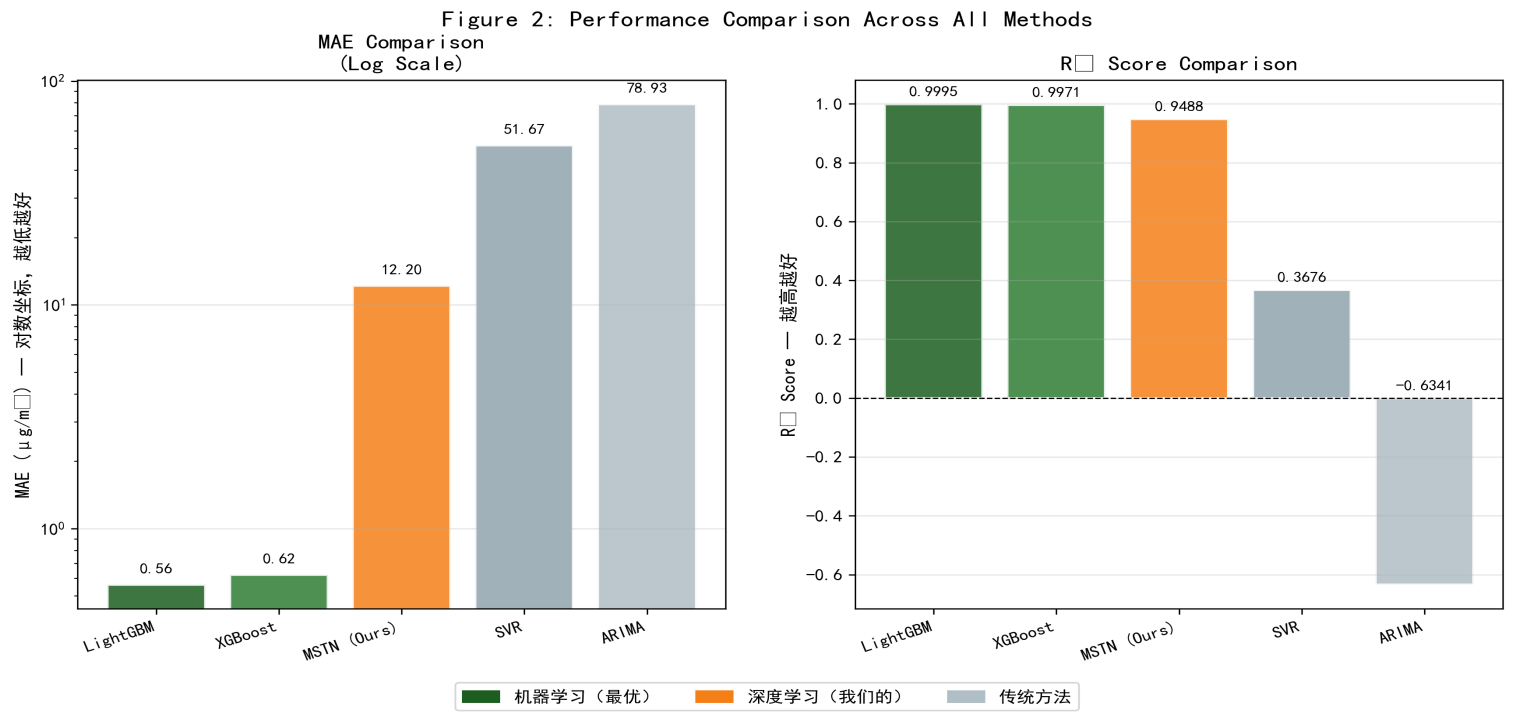 Figure 2: Performance Comparison Across All Methods
MAE Comparison
(Log Scale)
MAE (μg/m□) — 对数坐标，越低越好
10²
10¹
10⁰
0.56
0.62
12.20
51.67
78.93
LightGBM
XGBoost
MSTN (Ours)
SVR
ARIMA
R□ Score Comparison
R□ Score — 越高越好
1.0
0.8
0.6
0.4
0.2
0.0
−0.2
−0.4
−0.6
0.9995
0.9971
0.9488
0.3676
−0.6341
LightGBM
XGBoost
MSTN (Ours)
SVR
ARIMA
机器学习（最优）
深度学习（我们的）
传统方法